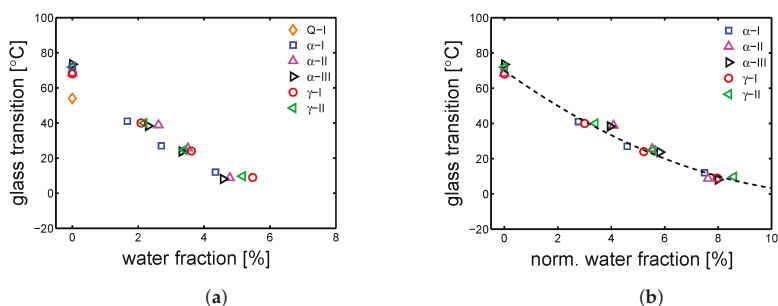 glass transition [°C]
100
80
60
40
20
0
−20
0
2
4
6
8
water fraction [%]
Q-I
α-I
α-II
α-III
γ-I
γ-II
(a)
glass transition [°C]
100
80
60
40
20
0
−20
0
2
4
6
8
10
norm. water fraction [%]
α-I
α-II
α-III
γ-I
γ-II
(b)